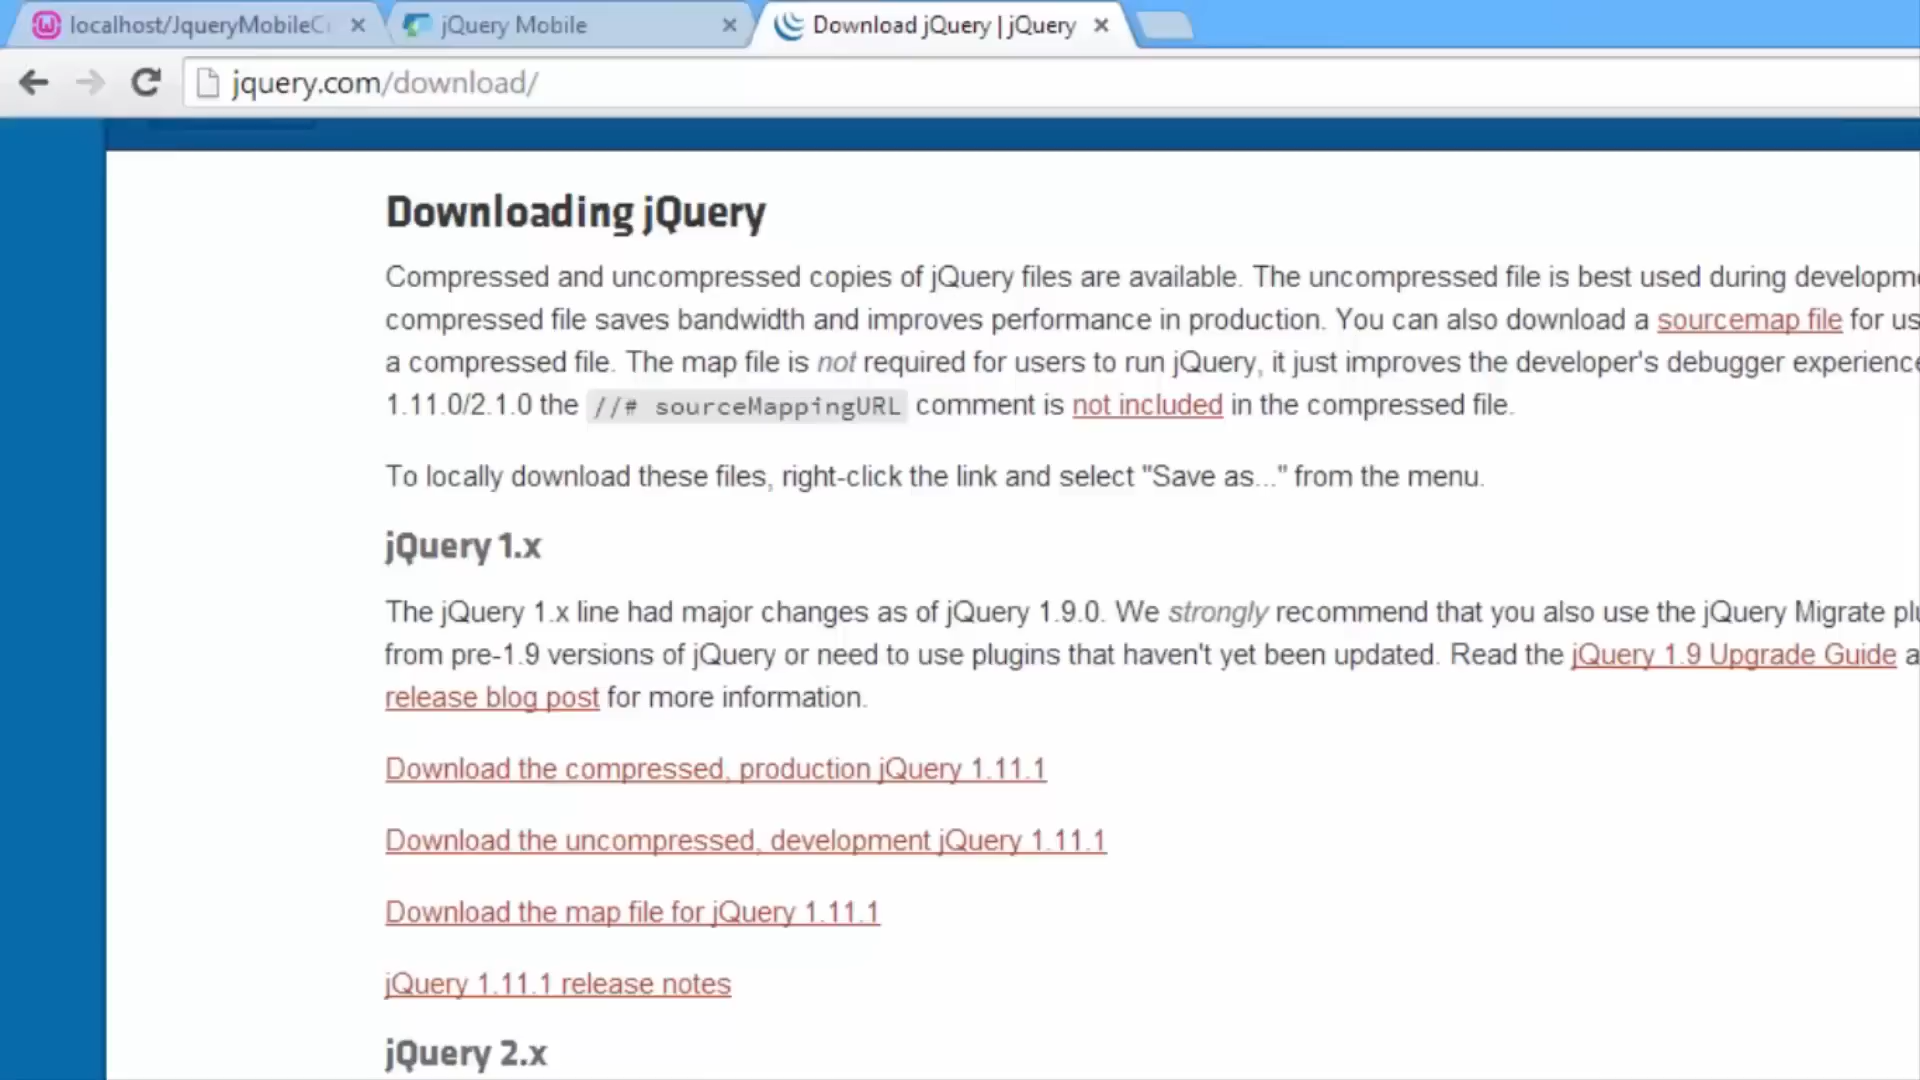 localhost/JqueryMobileC
jQuery Mobile
Download jQuery | jQuery
jquery.com/download/
Downloading jQuery
Compressed and uncompressed copies of jQuery files are available. The uncompressed file is best used during developm
compressed file saves bandwidth and improves performance in production. You can also download a sourcemap file for us
a compressed file. The map file is not required for users to run jQuery, it just improves the developer's debugger experience
1.11.0/2.1.0 the //# sourceMappingURL comment is not included in the compressed file.
To locally download these files, right-click the link and select "Save as..." from the menu.
jQuery 1.x
The jQuery 1.x line had major changes as of jQuery 1.9.0. We strongly recommend that you also use the jQuery Migrate plu
from pre-1.9 versions of jQuery or need to use plugins that haven't yet been updated. Read the jQuery 1.9 Upgrade Guide a
release blog post for more information.
Download the compressed, production jQuery 1.11.1
Download the uncompressed, development jQuery 1.11.1
Download the map file for jQuery 1.11.1
jQuery 1.11.1 release notes
jQuery 2.x